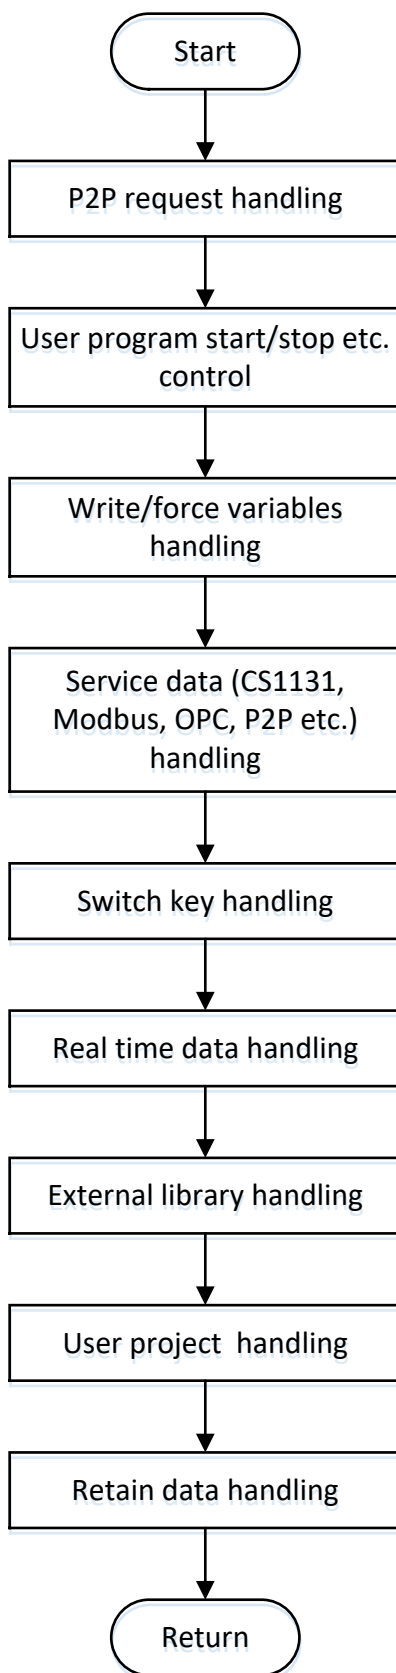 Start
P2P request handling
User program start/stop etc.
control
Write/force variables
handling
Service data (CS1131,
Modbus, OPC, P2P etc.)
handling
Switch key handling
Real time data handling
External library handling
User project  handling
Retain data handling
Return